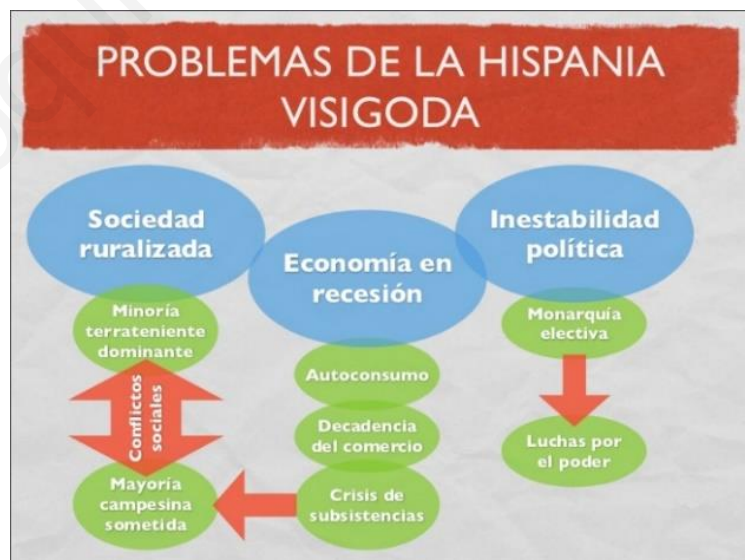 PROBLEMAS DE LA HISPANIA
VISIGODA
Sociedad
ruralizada
Minoría
terrateniente
dominante
Conflictos
sociales
Mayoría
campesina
sometida
Economía en
recesión
Autoconsumo
Decadencia
del comercio
Crisis de
subsistencias
Inestabilidad
política
Monarquía
electiva
Luchas por
el poder